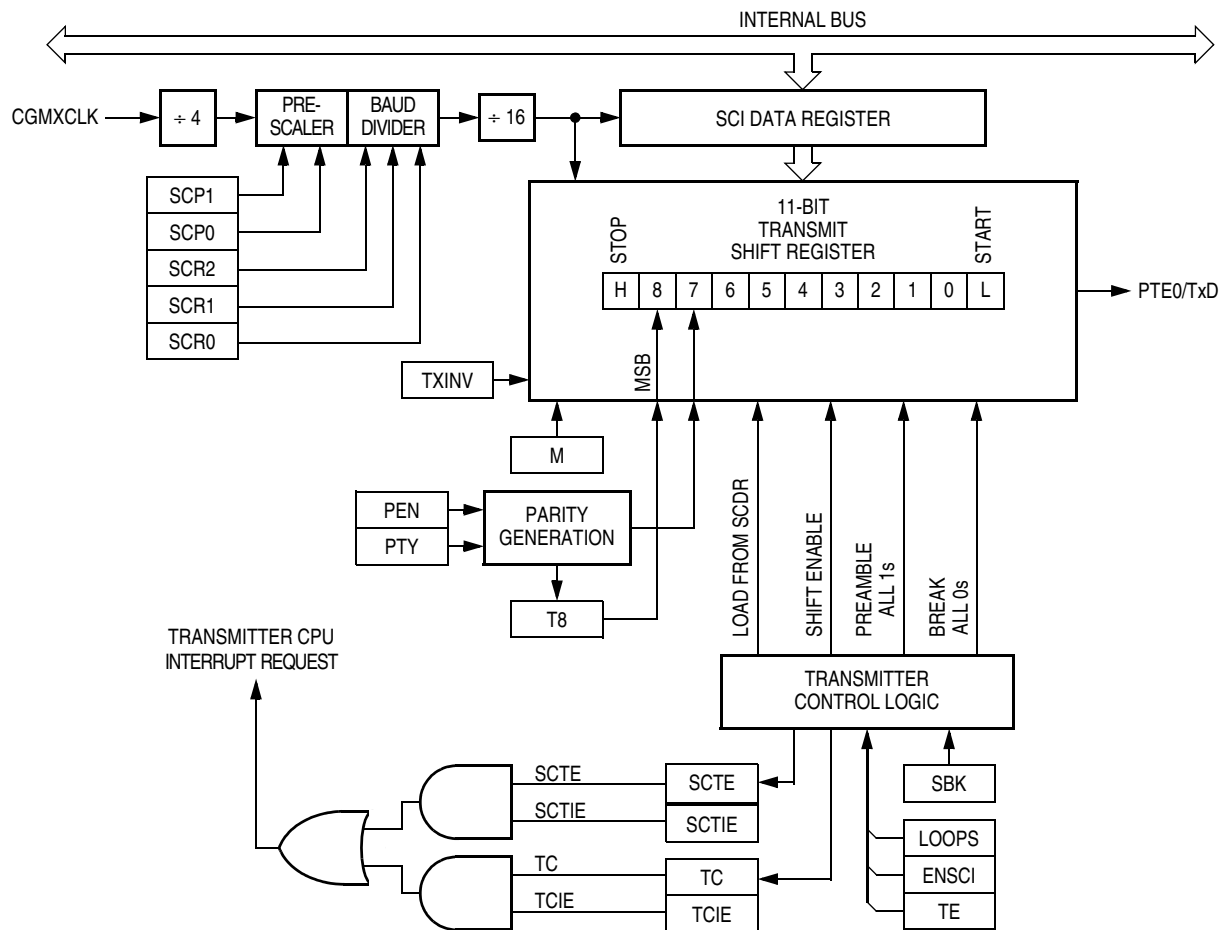 INTERNAL BUS
CGMXCLK
÷ 4
PRE-
SCALER
BAUD
DIVIDER
÷ 16
SCI DATA REGISTER
SCP1
SCP0
SCR2
SCR1
SCR0
11-BIT
TRANSMIT
SHIFT REGISTER
STOP
START
H 8 7 6 5 4 3 2 1 0 L
PTE0/TxD
TXINV
MSB
M
PEN
PTY
PARITY
GENERATION
T8
LOAD FROM SCDR
SHIFT ENABLE
PREAMBLE
ALL 1s
BREAK
ALL 0s
TRANSMITTER CPU
INTERRUPT REQUEST
TRANSMITTER
CONTROL LOGIC
SCTE
SCTE
SCTIE
SCTIE
TC
TC
TCIE
TCIE
SBK
LOOPS
ENSCI
TE